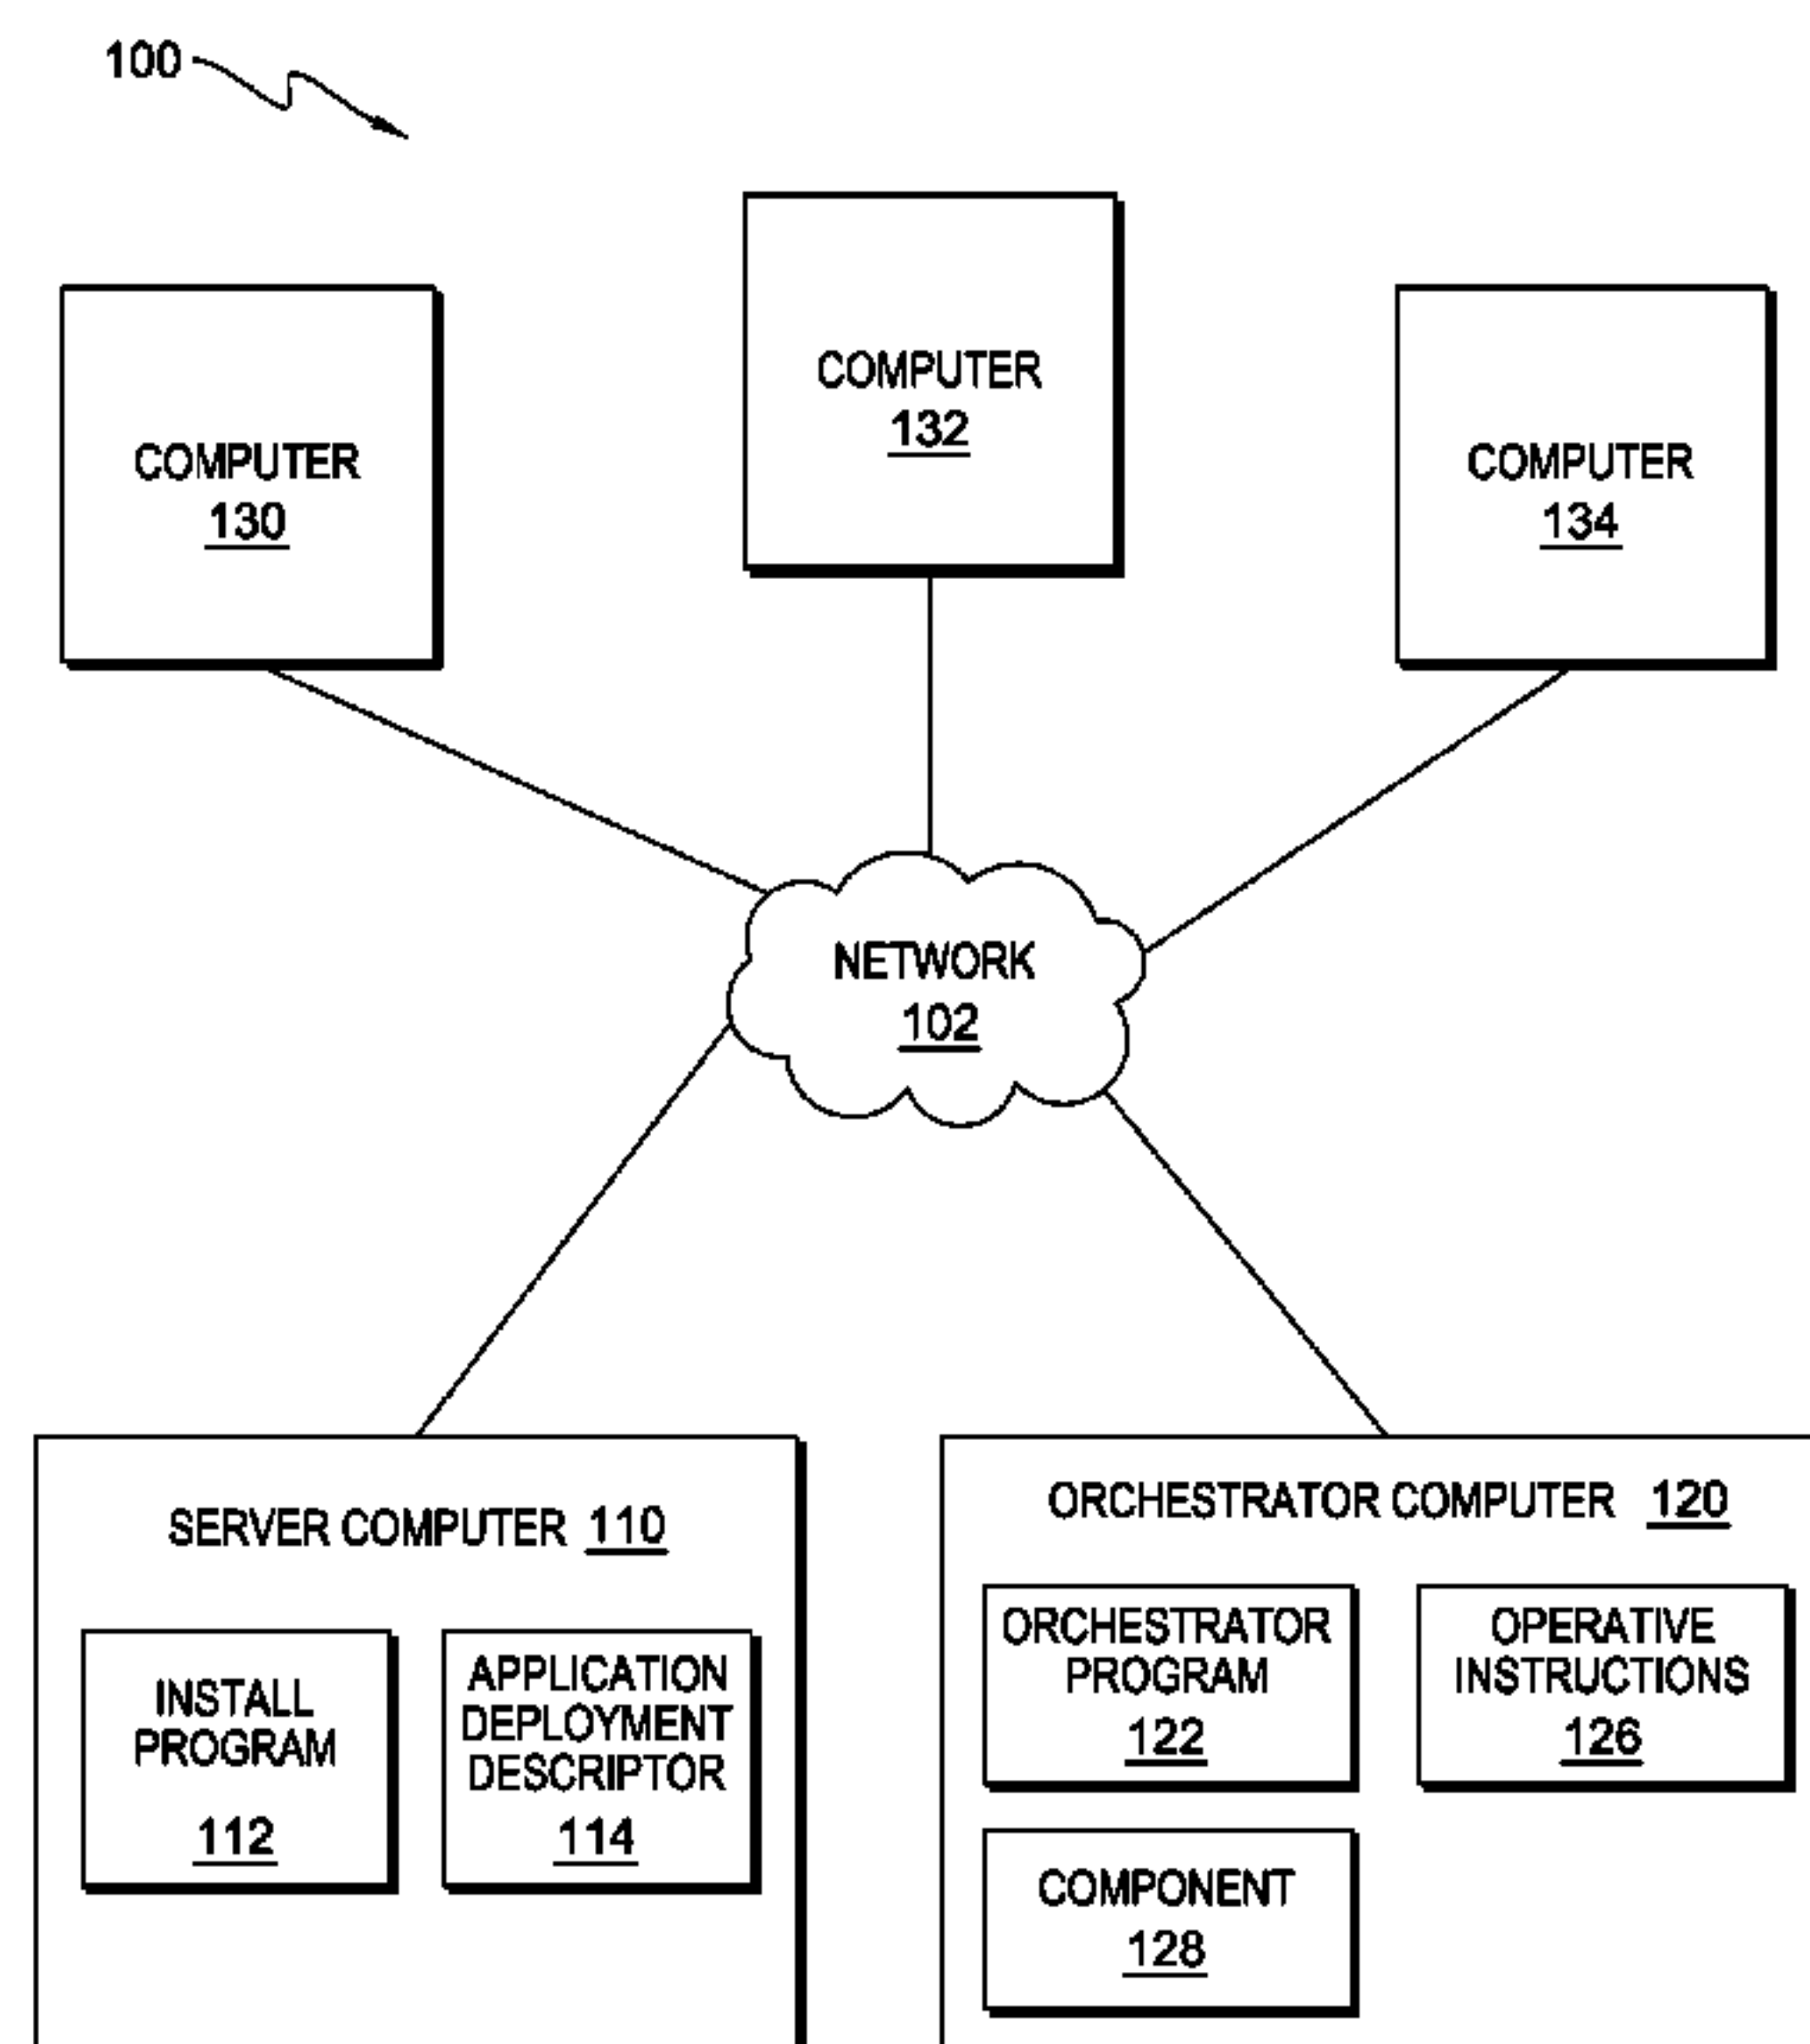 100
COMPUTER
130
COMPUTER
132
COMPUTER
134
NETWORK
102
SERVER COMPUTER 110
INSTALL
PROGRAM
112
APPLICATION
DEPLOYMENT
DESCRIPTOR
114
ORCHESTRATOR COMPUTER 120
ORCHESTRATOR
PROGRAM
122
OPERATIVE
INSTRUCTIONS
126
COMPONENT
128